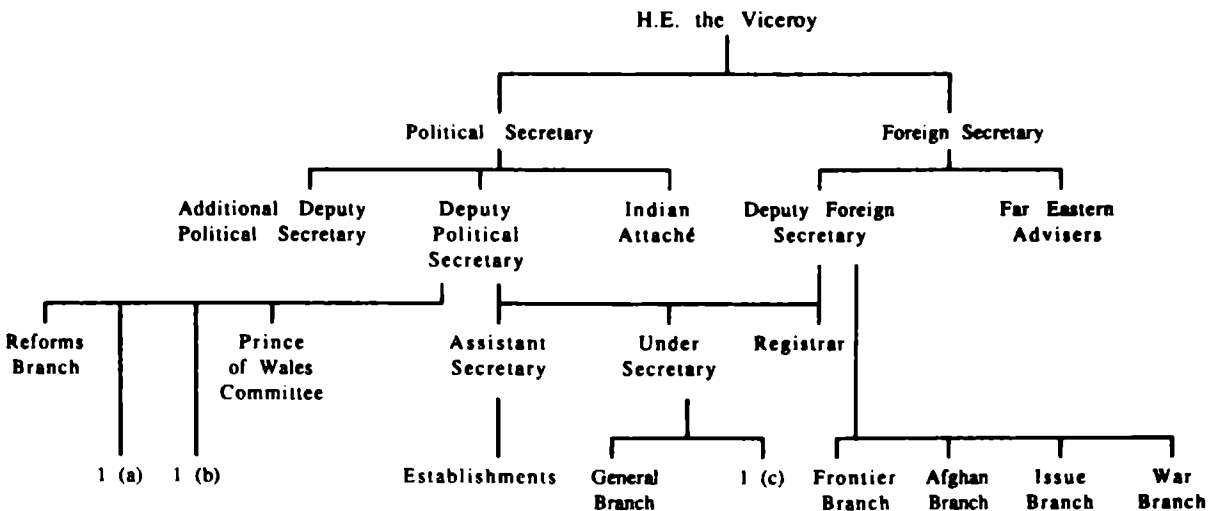 H.E. the Viceroy
Political Secretary
Foreign Secretary
Additional Deputy
Political Secretary
Deputy
Political
Secretary
Indian
Attaché
Deputy Foreign
Secretary
Far Eastern
Advisers
Reforms
Branch
Prince
of Wales
Committee
Assistant
Secretary
Under
Secretary
Registrar
1 (a)
1 (b)
Establishments
General
Branch
1 (c)
Frontier
Branch
Afghan
Branch
Issue
Branch
War
Branch